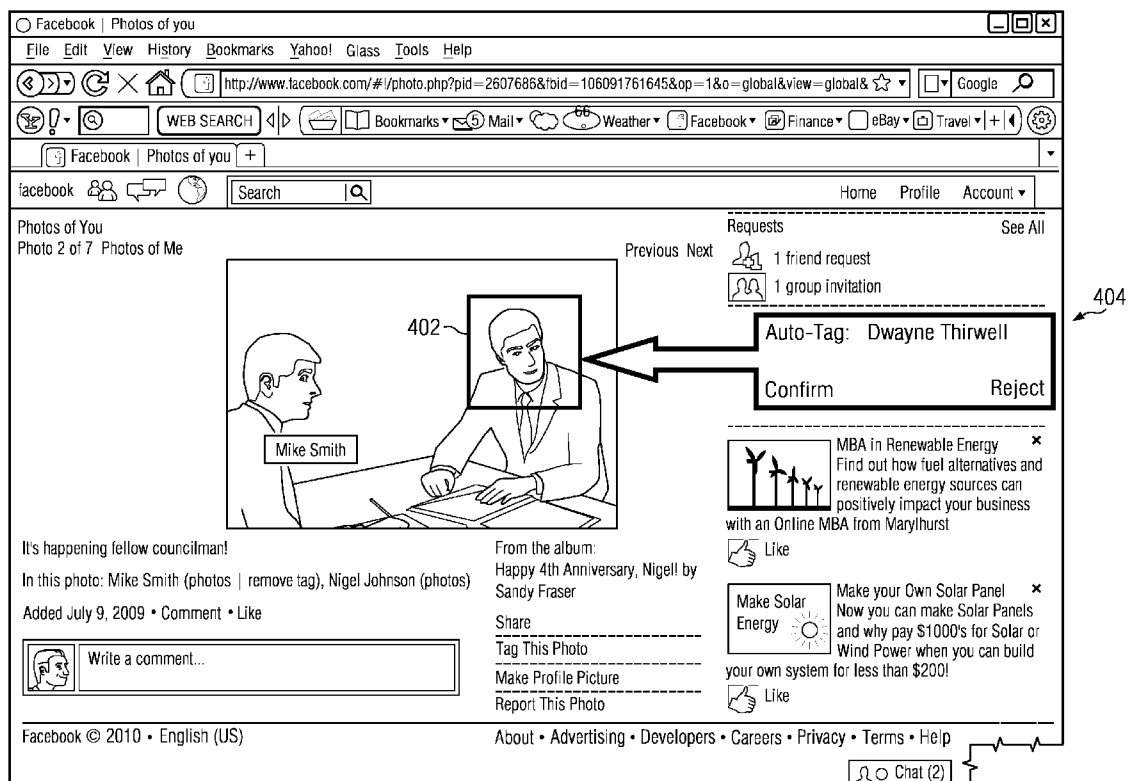 Facebook | Photos of you
File Edit View History Bookmarks Yahoo! Glass Tools Help
http://www.facebook.com/#!/photo.php?pid=2607686&fbid=106091761645&op=1&o=global&view=global& Google
Y! WEB SEARCH Bookmarks 5 Mail 66 Weather Facebook Finance eBay Travel +
Facebook | Photos of you +
facebook Search Home Profile Account
Photos of You
Photo 2 of 7 Photos of Me
Previous Next
Requests See All
1 friend request
1 group invitation
404
402
Auto-Tag: Dwayne Thirwell
Confirm Reject
Mike Smith
MBA in Renewable Energy ×
Find out how fuel alternatives and
renewable energy sources can
positively impact your business
with an Online MBA from Marylhurst
Like
It's happening fellow councilman!
In this photo: Mike Smith (photos | remove tag), Nigel Johnson (photos)
Added July 9, 2009 • Comment • Like
Write a comment...
From the album:
Happy 4th Anniversary, Nigel! by
Sandy Fraser
Share
Tag This Photo
Make Profile Picture
Report This Photo
Make Solar
Energy
Make your Own Solar Panel ×
Now you can make Solar Panels
and why pay $1000's for Solar or
Wind Power when you can build
your own system for less than $200!
Like
Facebook © 2010 • English (US)
About • Advertising • Developers • Careers • Privacy • Terms • Help
Chat (2)